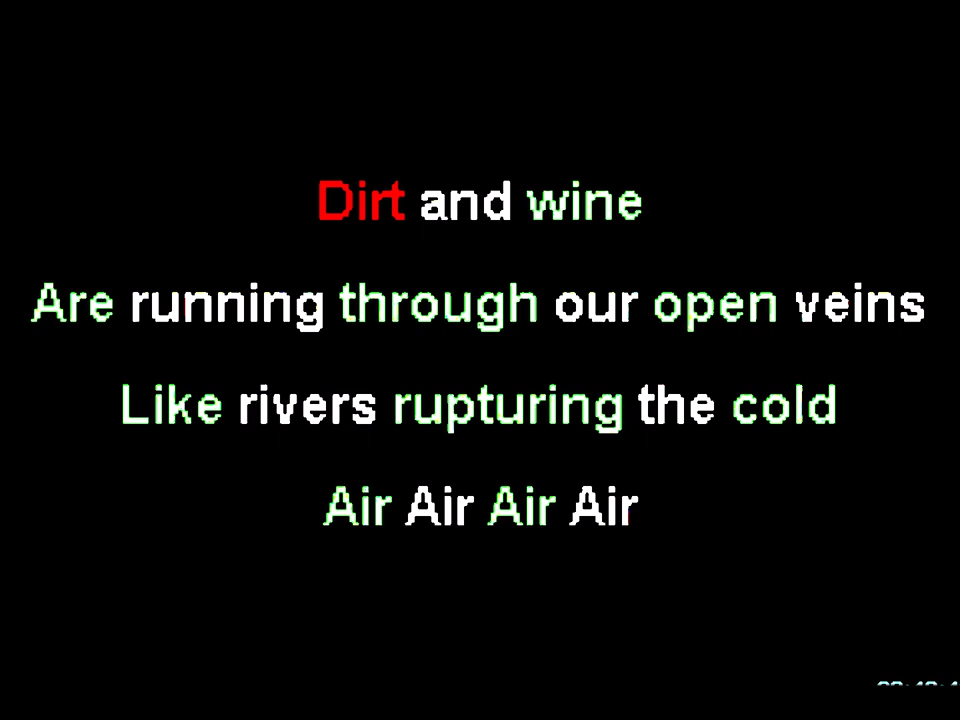 Dirt and wine
Are running through our open veins
Like rivers rupturing the cold
Air Air Air Air